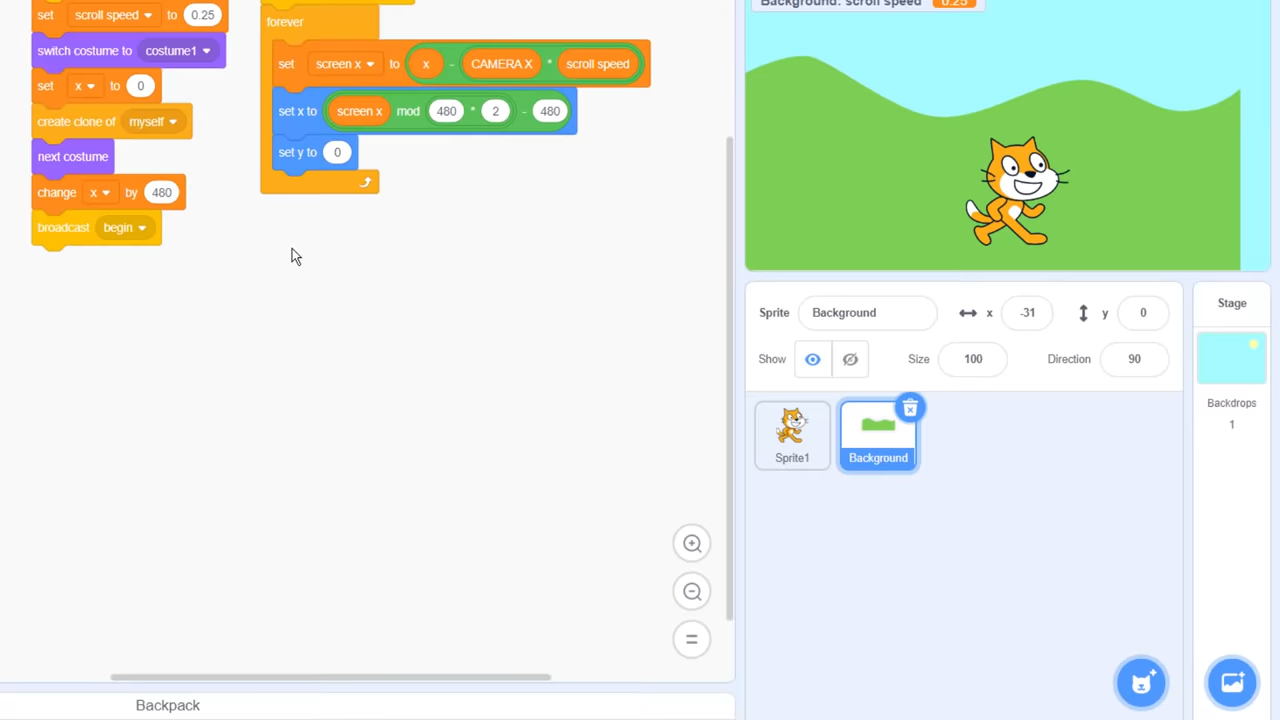 set scroll speed to 0.25
switch costume to costume1
set x to 0
create clone of myself
next costume
change x by 480
broadcast begin
forever
set screen x to x - CAMERA X * scroll speed
set x to screen x mod 480 * 2 - 480
set y to 0
Background: scroll speed 0.25
Sprite Background x -31 y 0
Show Size 100 Direction 90
Stage
Backdrops
1
Sprite1
Background
Backpack